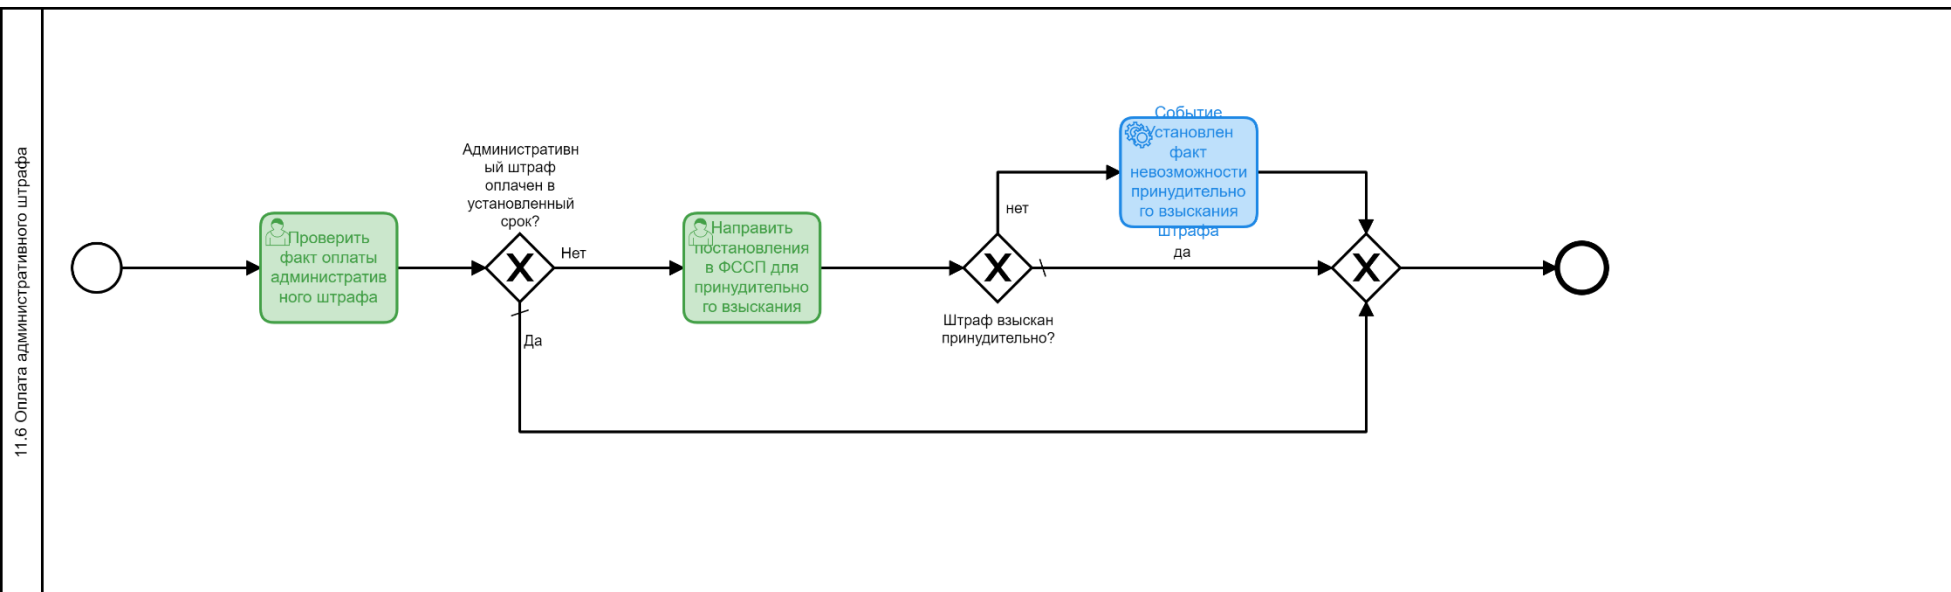 11.6 Оплата административного штрафа
Проверить
факт оплаты
административ
ного штрафа
Административн
ый штраф
оплачен в
установленный
срок?
Нет
Да
Направить
постановления
в ФССП для
принудительно
го взыскания
Штраф взыскан
принудительно?
нет
Событие
Установлен
факт
невозможности
принудительно
го взыскания
штрафа
да